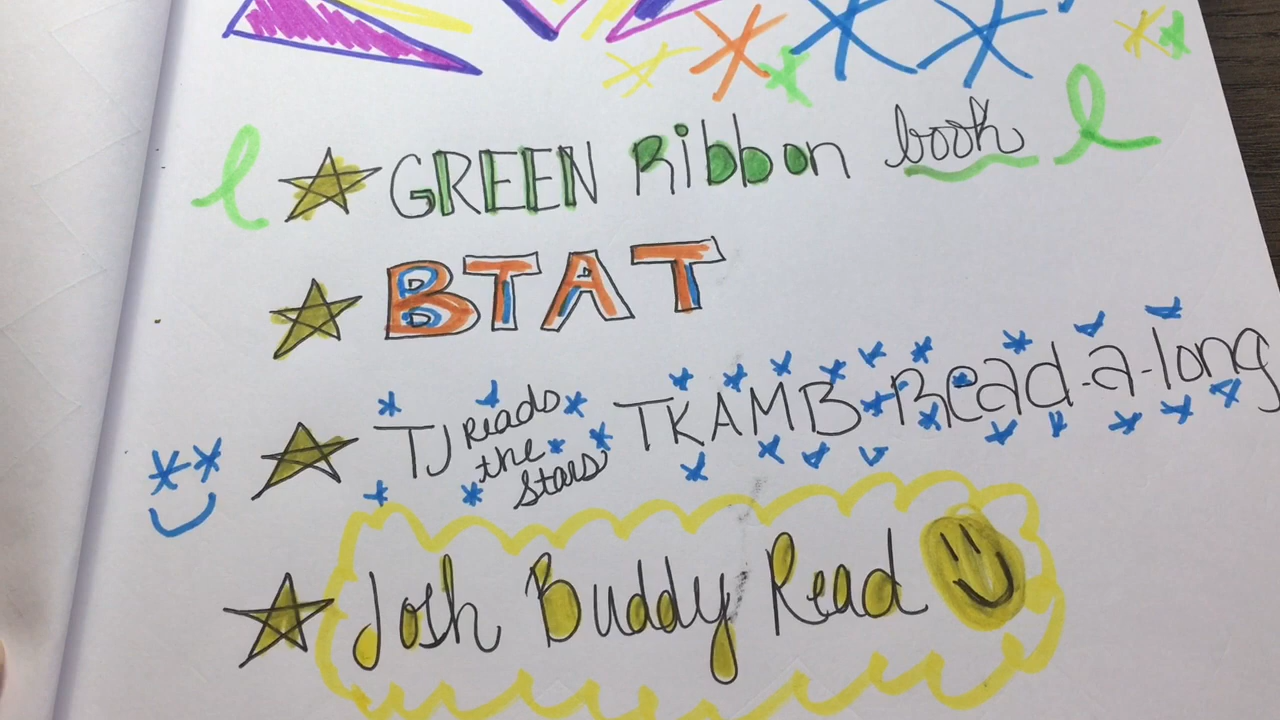 GREEN Ribbon book
BTAT
TJ reads the stars TKAMB Read-a-long
Josh Buddy Read